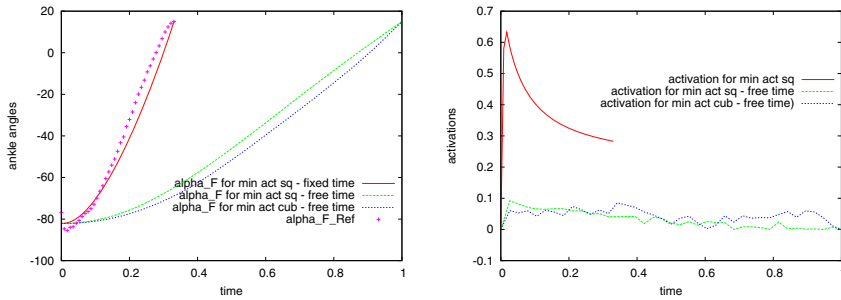 20
0
-20
-40
-60
-80
-100
ankle angles
alpha_F for min act sq - fixed time
alpha_F for min act sq - free time
alpha_F for min act cub - free time
alpha_F_Ref
0 0.2 0.4 0.6 0.8 1
time
0.7
0.6
0.5
0.4
0.3
0.2
0.1
0
-0.1
activations
activation for min act sq
activation for min act sq - free time
activation for min act cub - free time)
0 0.2 0.4 0.6 0.8 1
time